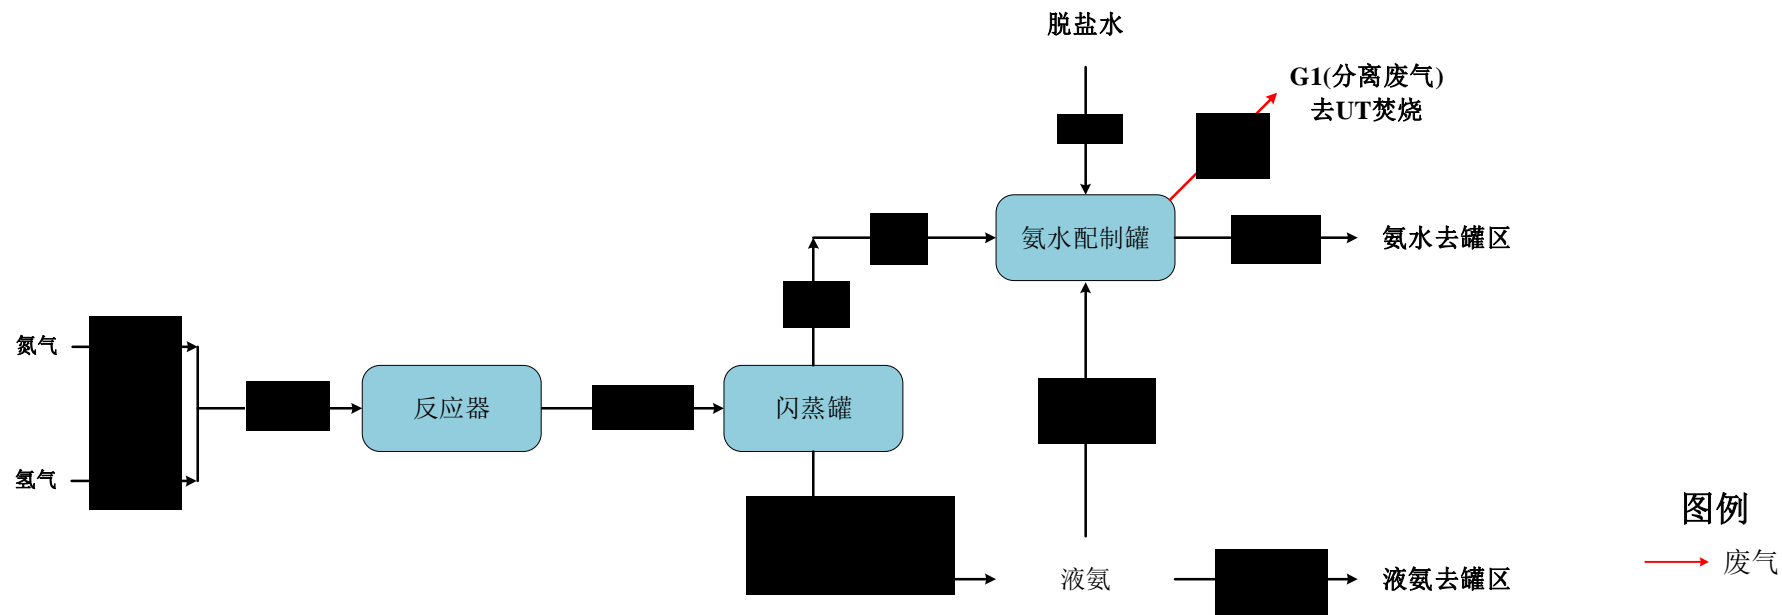 脱盐水
G1(分离废气)
去UT焚烧
氨水配制罐
氨水去罐区
氮气
反应器
闪蒸罐
氢气
图例
废气
液氨
液氨去罐区